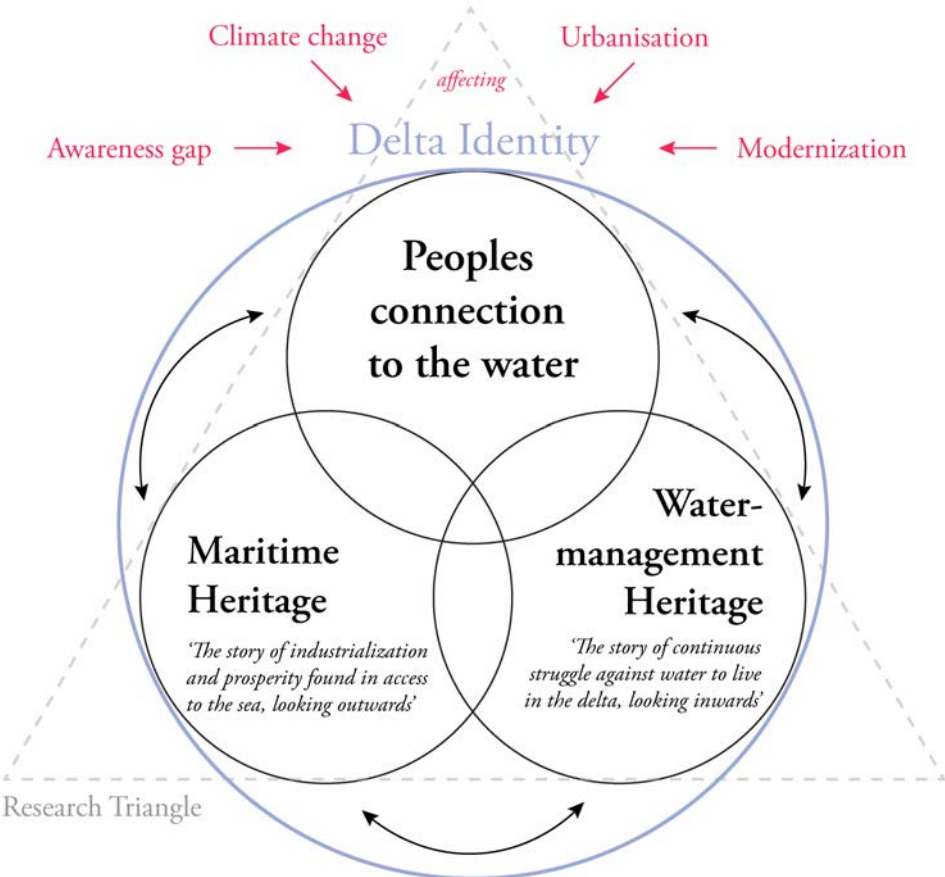 Climate change
Urbanisation
affecting
Awareness gap
Delta Identity
Modernization
Peoples
connection
to the water
Maritime
Heritage
'The story of industrialization
and prosperity found in access
to the sea, looking outwards'
Water-
management
Heritage
'The story of continuous
struggle against water to live
in the delta, looking inwards'
Research Triangle